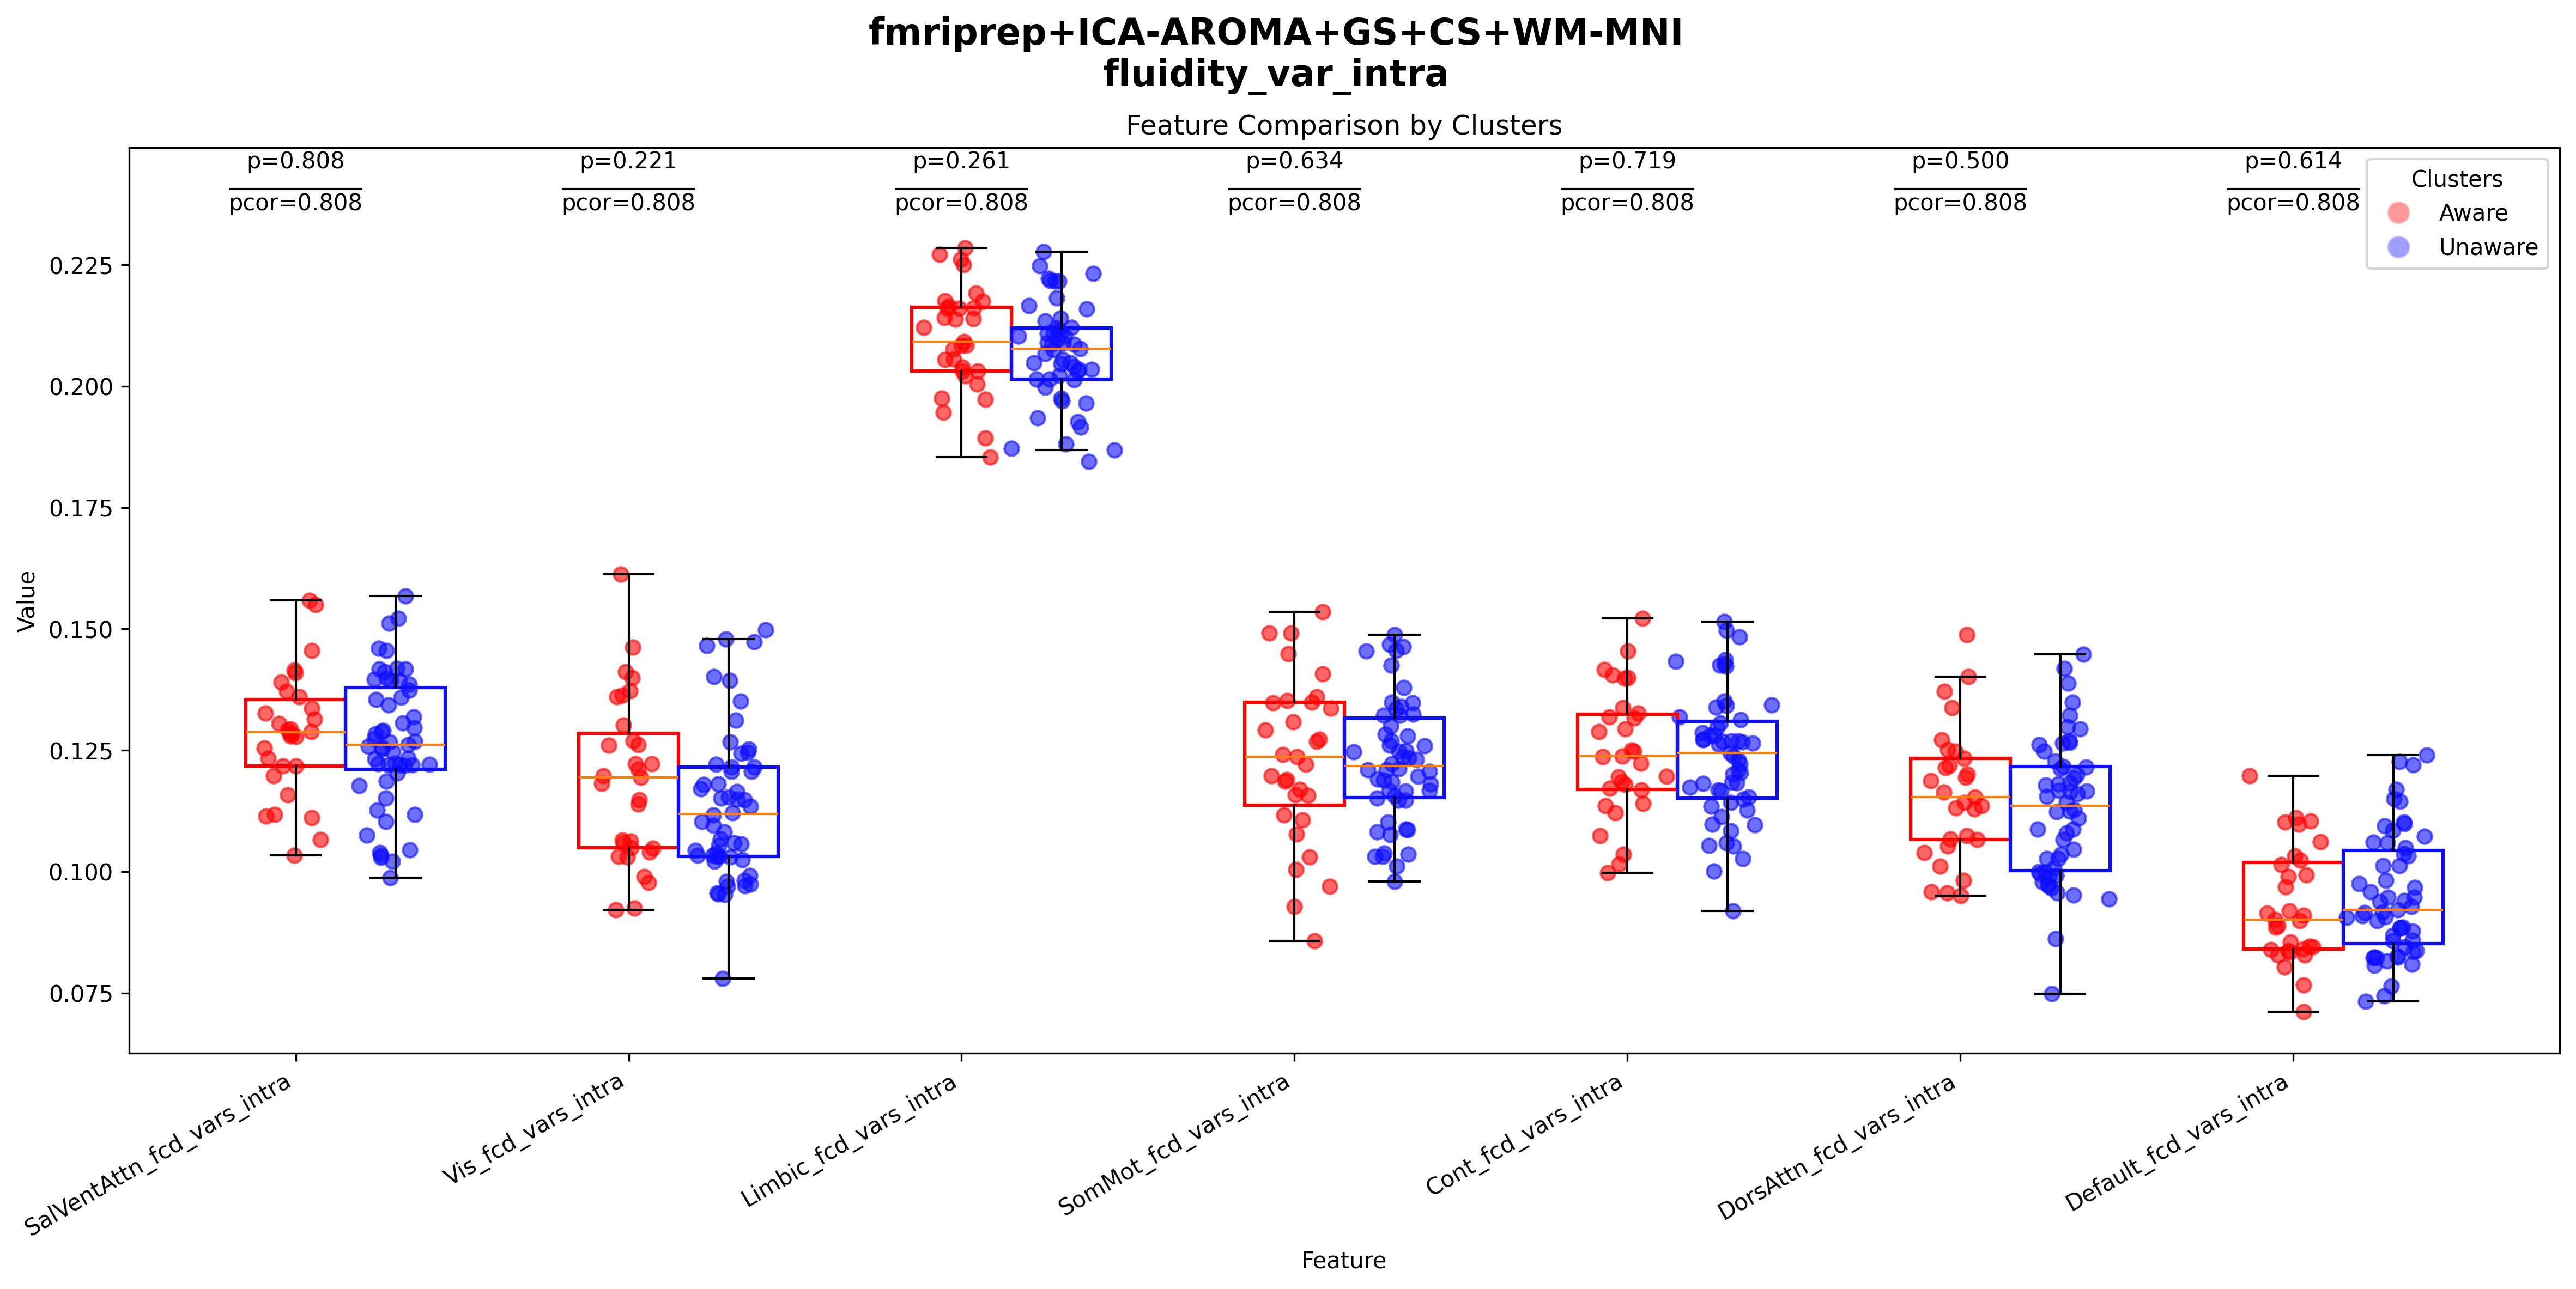 fmriprep+ICA-AROMA+GS+CS+WM-MNI
fluidity_var_intra
Feature Comparison by Clusters
p=0.808 p=0.221 p=0.261 p=0.634 p=0.719 p=0.500 p=0.614
pcor=0.808 pcor=0.808 pcor=0.808 pcor=0.808 pcor=0.808 pcor=0.808 pcor=0.808
Clusters
Aware
Unaware
Value
0.225
0.200
0.175
0.150
0.125
0.100
0.075
SalVentAttn_fcd_vars_intra
Vis_fcd_vars_intra
Limbic_fcd_vars_intra
SomMot_fcd_vars_intra
Cont_fcd_vars_intra
DorsAttn_fcd_vars_intra
Default_fcd_vars_intra
Feature